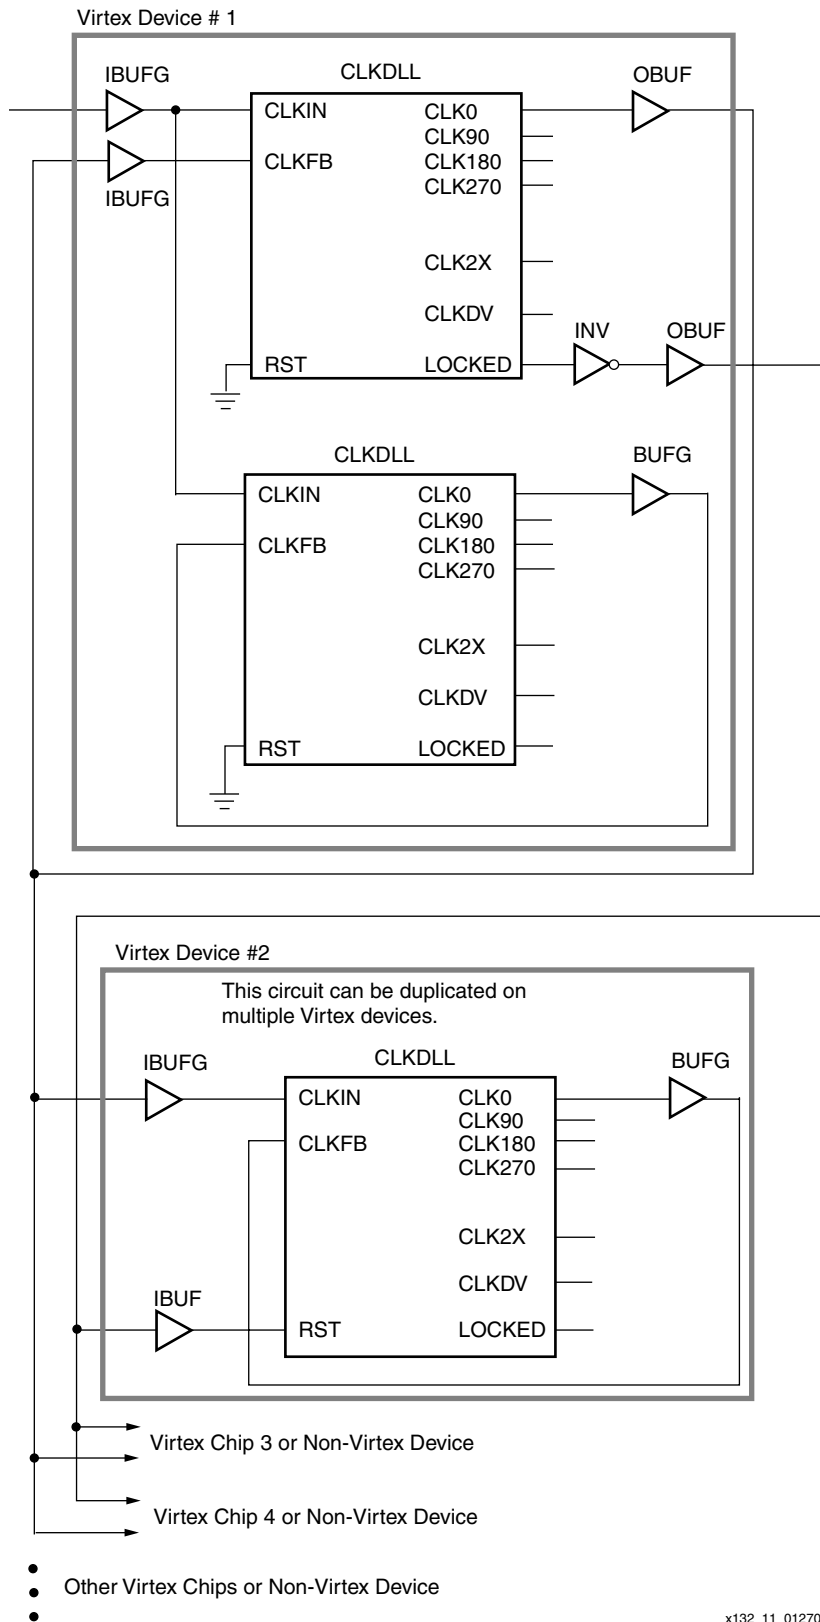 Virtex Device # 1
IBUFG
CLKDLL
OBUF
CLKIN
CLK0
CLK90
CLKFB
CLK180
IBUFG
CLK270
CLK2X
CLKDV
INV
OBUF
RST
LOCKED
CLKDLL
BUFG
CLKIN
CLK0
CLK90
CLKFB
CLK180
CLK270
CLK2X
CLKDV
RST
LOCKED
Virtex Device #2
This circuit can be duplicated on
multiple Virtex devices.
IBUFG
CLKDLL
BUFG
CLKIN
CLK0
CLK90
CLKFB
CLK180
CLK270
CLK2X
CLKDV
IBUF
RST
LOCKED
Virtex Chip 3 or Non-Virtex Device
Virtex Chip 4 or Non-Virtex Device
Other Virtex Chips or Non-Virtex Device
x132_11_01270